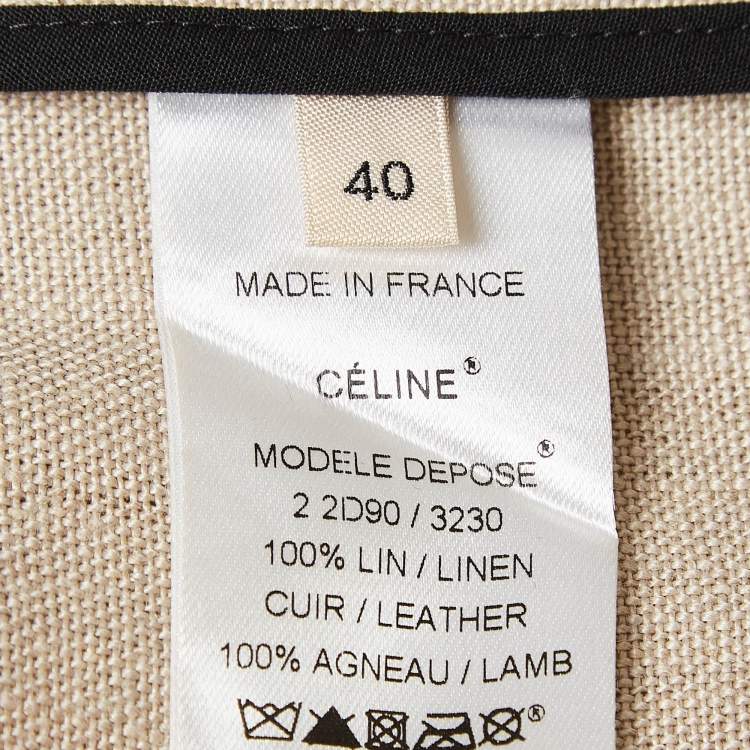 40
MADE IN FRANCE
CÉLINE®
MODELE DEPOSE®
2 2D90 / 3230
100% LIN / LINEN
CUIR / LEATHER
100% AGNEAU / LAMB
®